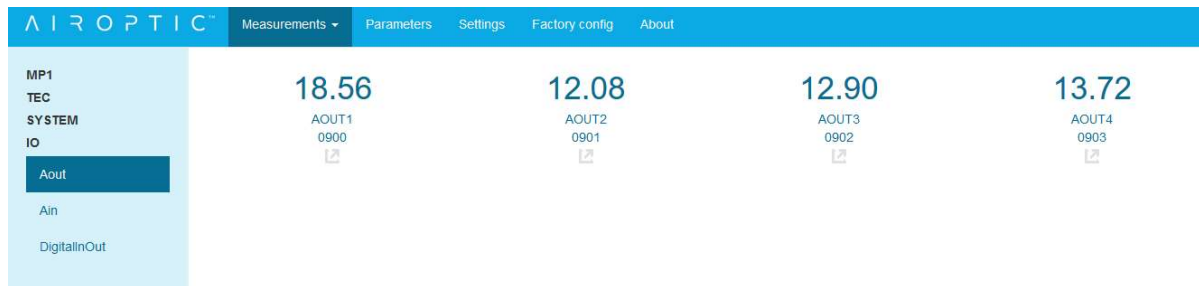 AIROPTIC™ Measurements Parameters Settings Factory config About
MP1
TEC
SYSTEM
IO
Aout
Ain
DigitalInOut
18.56 12.08 12.90 13.72
AOUT1 AOUT2 AOUT3 AOUT4
0900 0901 0902 0903